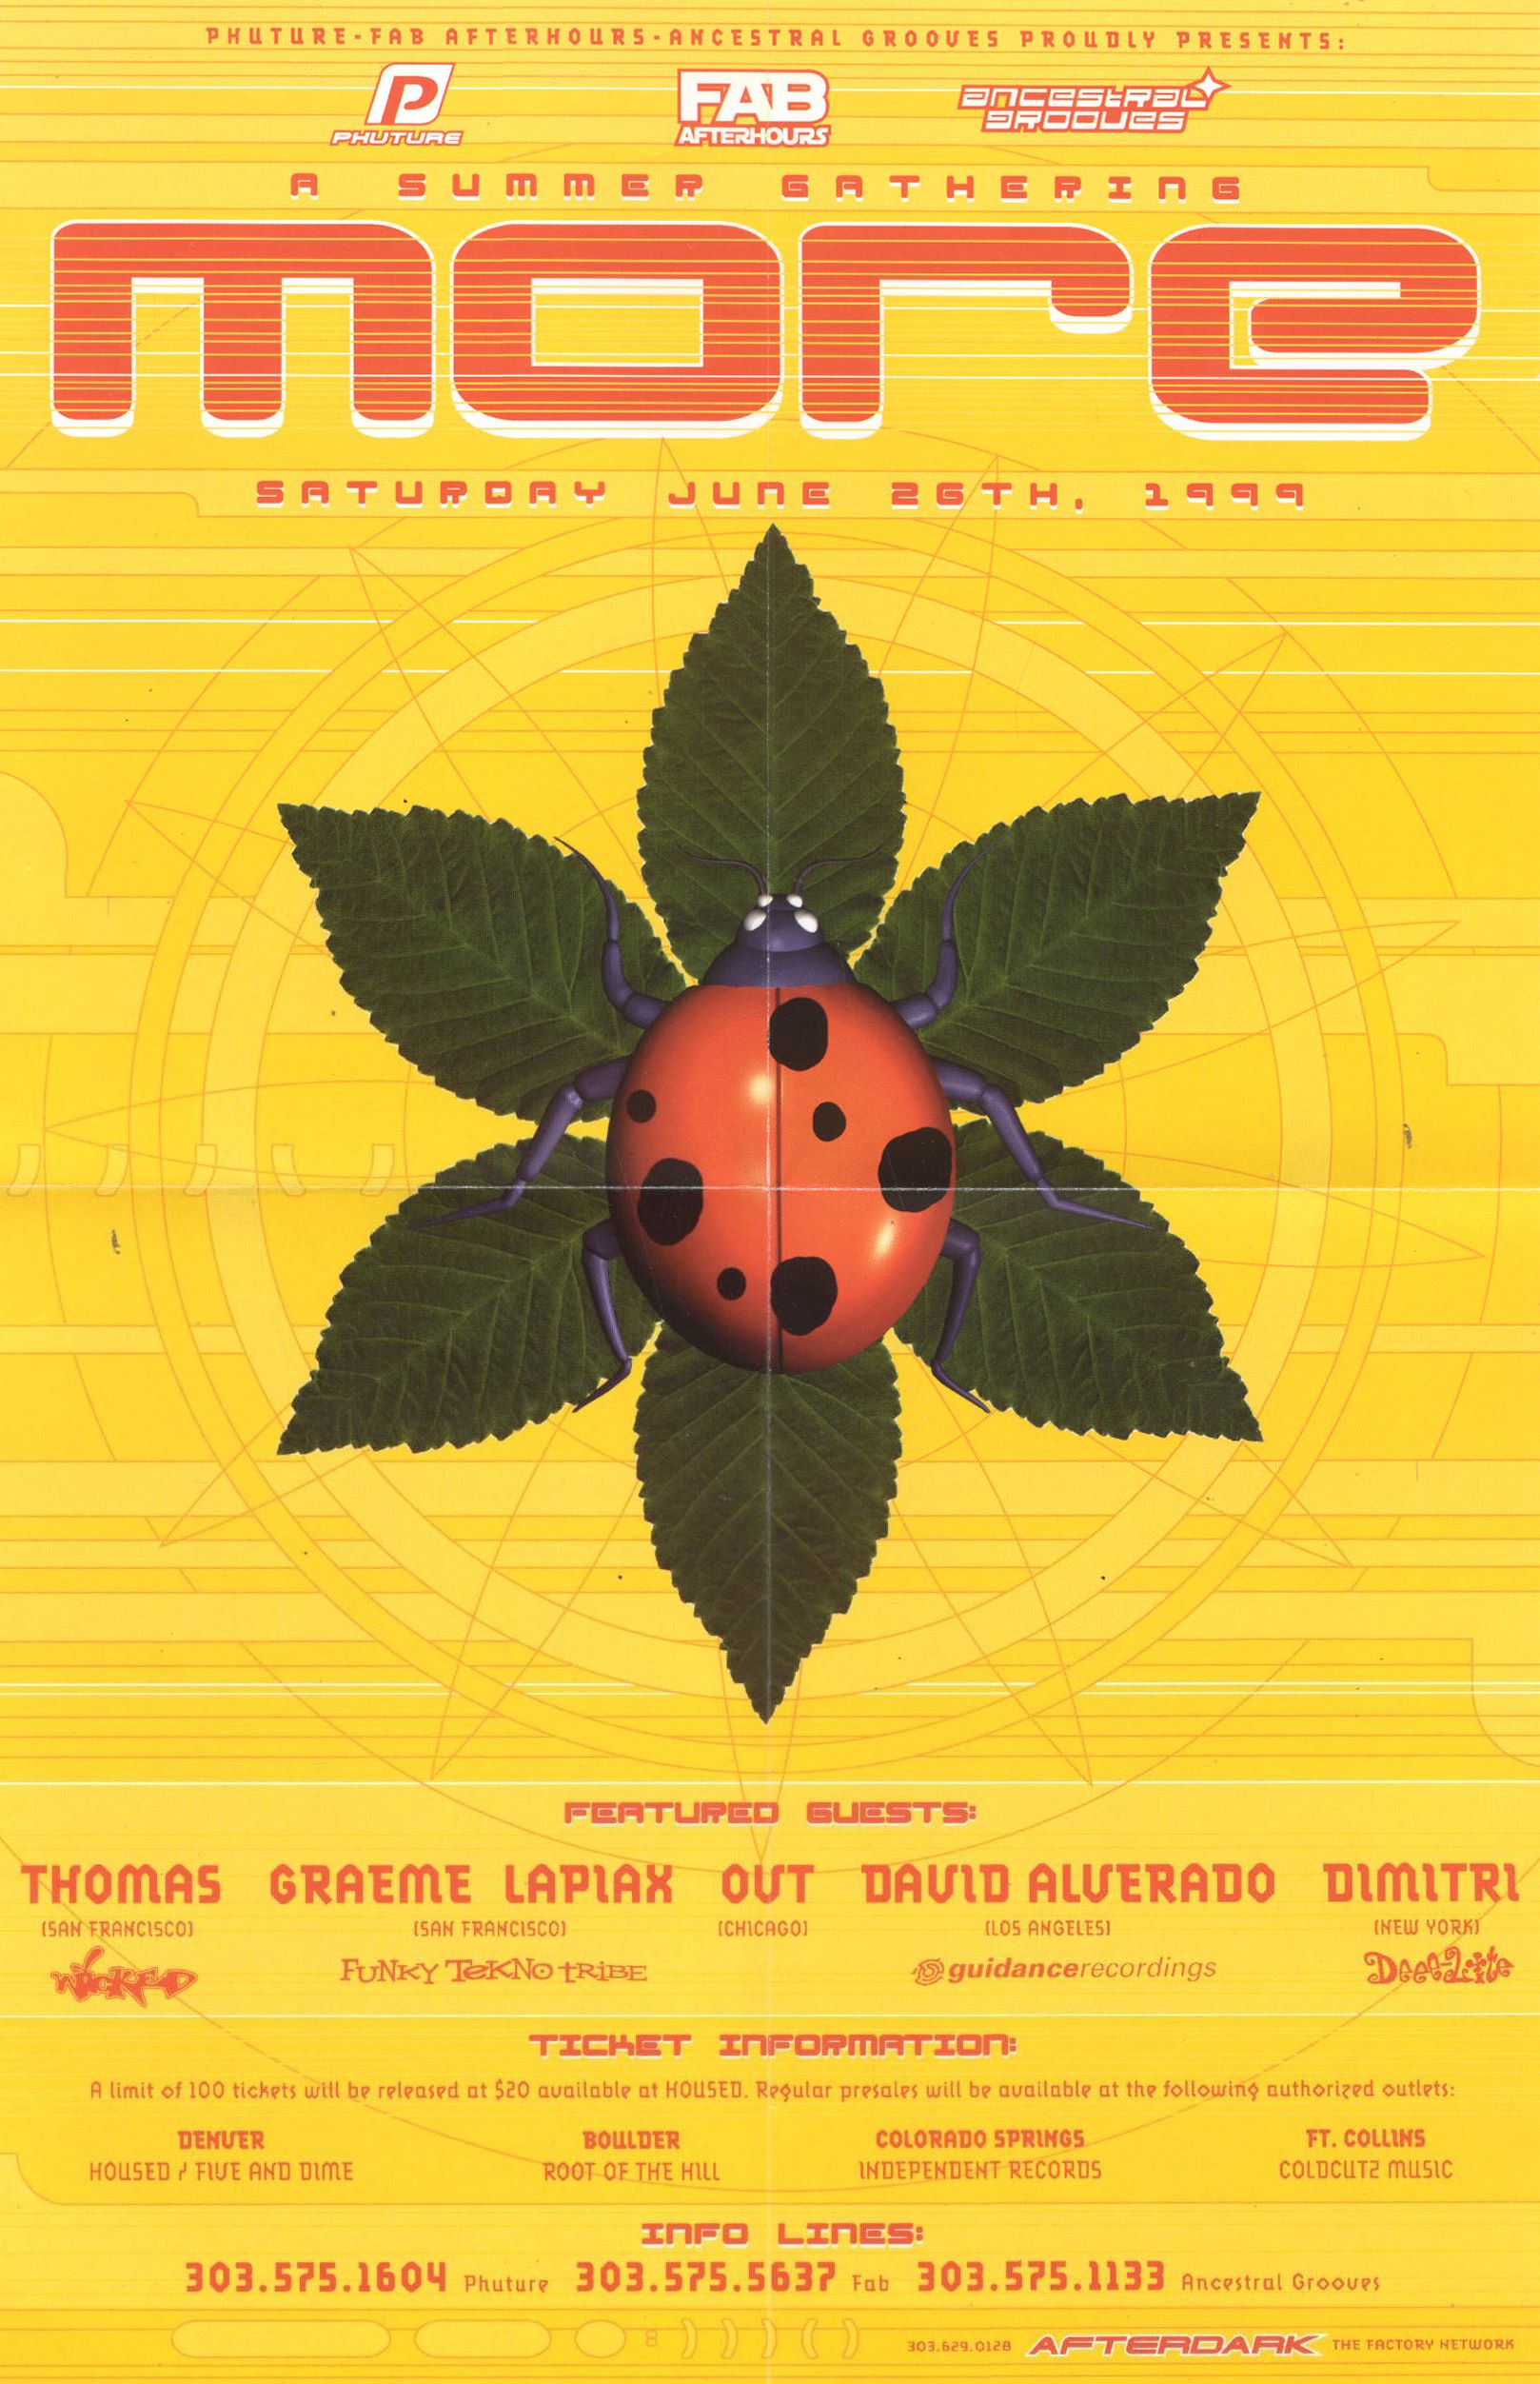 PHUTURE-FAB AFTERHOURS-ANCESTRAL GROOVES PROUDLY PRESENTS:
P PHUTURE
FAB AFTERHOURS
ANCESTRAL GROOVES
A SUMMER GATHERING
more
SATURDAY JUNE 26TH, 1999
FEATURED GUESTS:
THOMAS GRAEME LAPIAX OVT DAVID ALVERADO DIMITRI
(SAN FRANCISCO) (SAN FRANCISCO) (CHICAGO) (LOS ANGELES) (NEW YORK)
WICKED FUNKY TEKNO TRIBE guidancerecordings Deee-Lite
TICKET INFORMATION:
A limit of 100 tickets will be released at $20 available at HOUSED. Regular presales will be available at the following authorized outlets:
DENVER BOULDER COLORADO SPRINGS FT. COLLINS
HOUSED / FIVE AND DIME ROOT OF THE HILL INDEPENDENT RECORDS COLDCUTZ MUSIC
INFO LINES:
303.575.1604 Phuture 303.575.5637 Fab 303.575.1133 Ancestral Grooves
303.629.0128 AFTERDARK THE FACTORY NETWORK